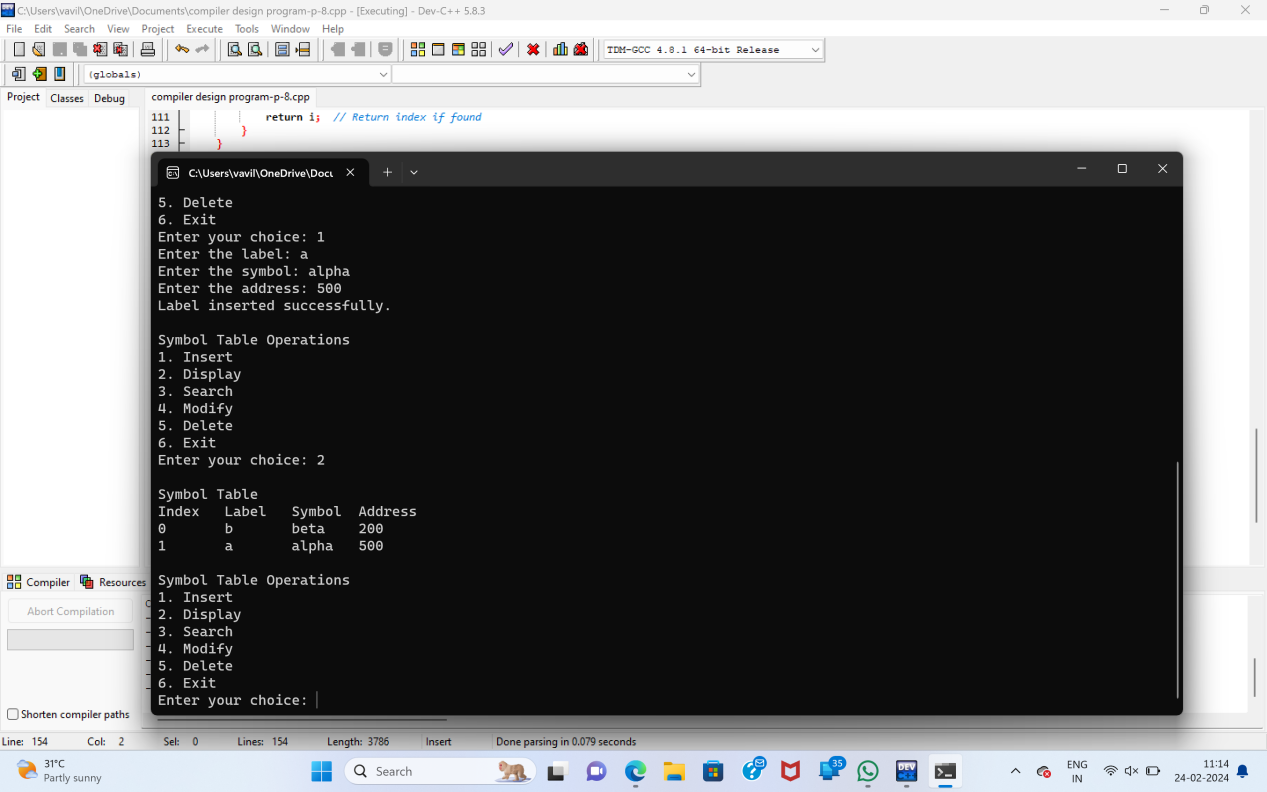 C:\Users\vavil\OneDrive\Documents\compiler design program-p-8.cpp - [Executing] - Dev-C++ 5.8.3
File Edit Search View Project Execute Tools Window Help
TDM-GCC 4.8.1 64-bit Release
(globals)
Project Classes Debug compiler design program-p-8.cpp
111 return i; // Return index if found
112 }
113 }
C:\Users\vavil\OneDrive\Docu
5. Delete
6. Exit
Enter your choice: 1
Enter the label: a
Enter the symbol: alpha
Enter the address: 500
Label inserted successfully.
Symbol Table Operations
1. Insert
2. Display
3. Search
4. Modify
5. Delete
6. Exit
Enter your choice: 2
Symbol Table
Index Label Symbol Address
0 b beta 200
1 a alpha 500
Symbol Table Operations
1. Insert
2. Display
3. Search
4. Modify
5. Delete
6. Exit
Enter your choice:
Compiler Resources
Abort Compilation
Shorten compiler paths
Line: 154 Col: 2 Sel: 0 Lines: 154 Length: 3786 Insert Done parsing in 0.079 seconds
31°C
Partly sunny
Search
35
DEV
ENG
IN
11:14
24-02-2024